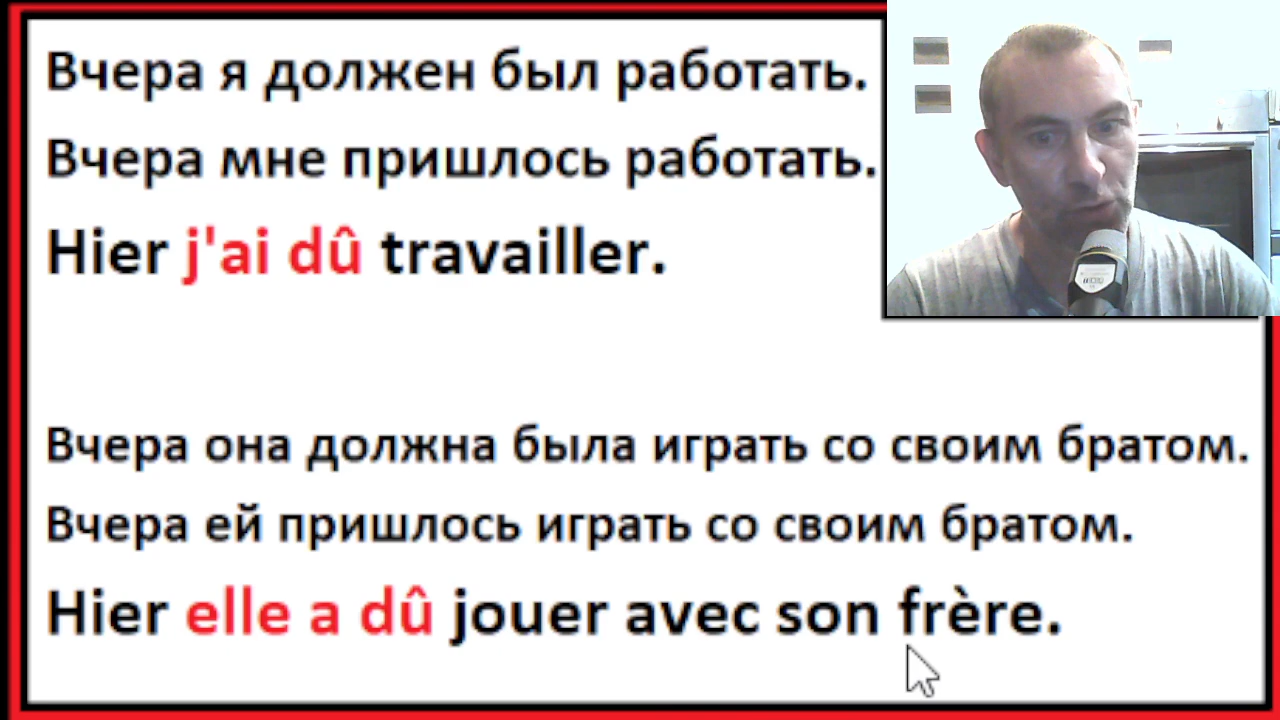 Вчера я должен был работать.
Вчера мне пришлось работать.
Hier j'ai dû travailler.
Вчера она должна была играть со своим братом.
Вчера ей пришлось играть со своим братом.
Hier elle a dû jouer avec son frère.